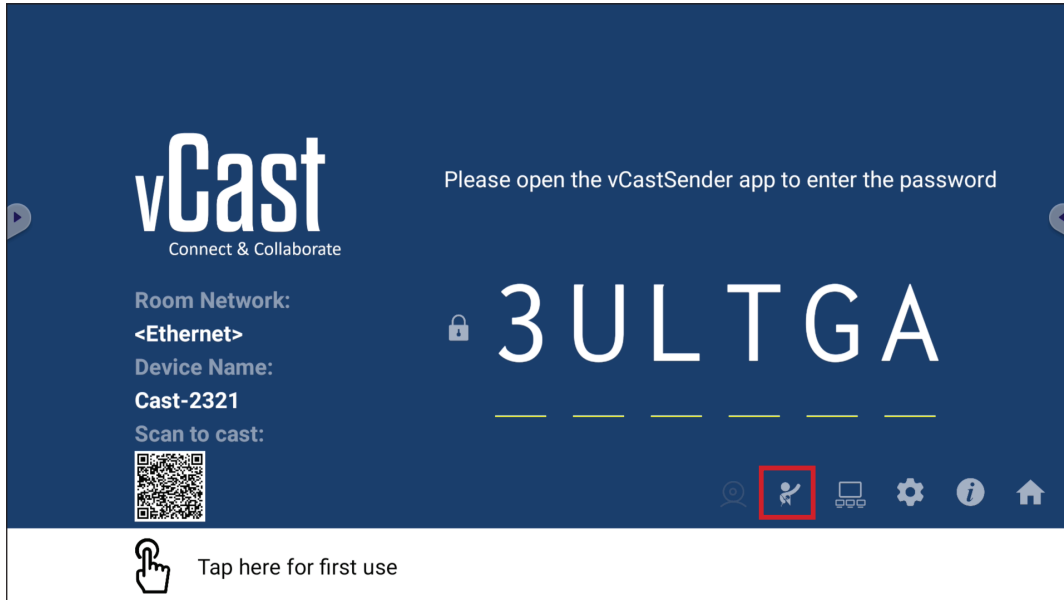 vCast
Connect & Collaborate
Please open the vCastSender app to enter the password
Room Network:
<Ethernet>
Device Name:
Cast-2321
Scan to cast:
3ULTGA
Tap here for first use